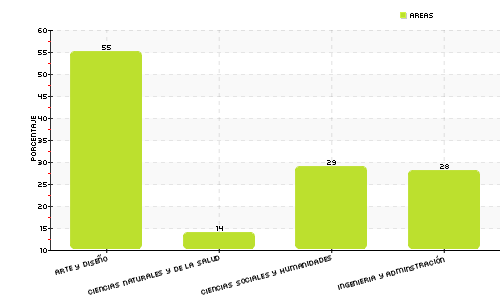 AREAS
60
55
50
45
40
35
30
25
20
15
10
PORCENTAJE
55
14
29
28
ARTE y DISEÑO
CIENCIAS NATURALES y DE LA SALUD
CIENCIAS SOCIALES y HUMANIDADES
INGENIERIA y ADMINSTRACIÓN